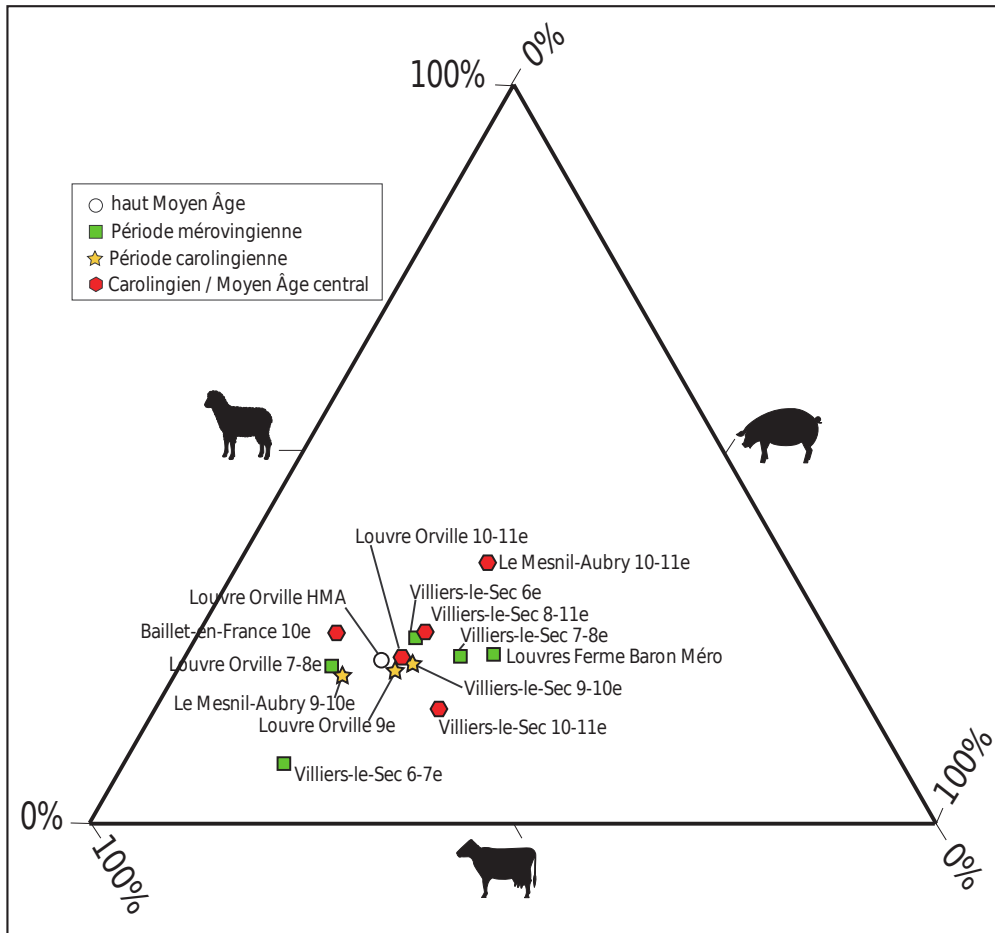 0%
100%
haut Moyen Âge
Période mérovingienne
Période carolingienne
Carolingien / Moyen Âge central
Louvre Orville 10-11e
Le Mesnil-Aubry 10-11e
Villiers-le-Sec 6e
Louvre Orville HMA
Villiers-le-Sec 8-11e
Baillet-en-France 10e
Villiers-le-Sec 7-8e
Louvre Orville 7-8e
Louvres Ferme Baron Méro
Villiers-le-Sec 9-10e
Le Mesnil-Aubry 9-10e
Louvre Orville 9e
Villiers-le-Sec 10-11e
Villiers-le-Sec 6-7e
100%
0%
100%
0%